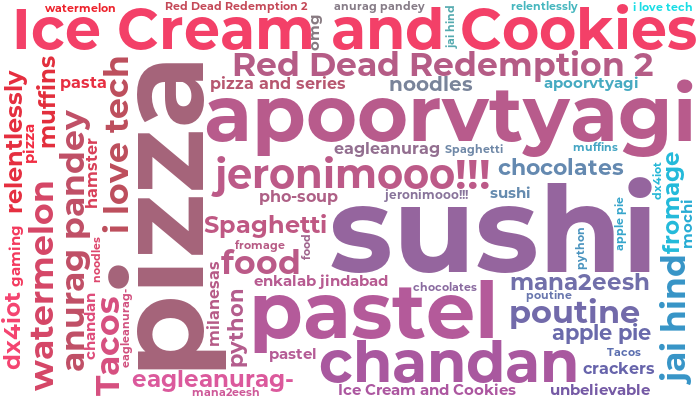 watermelon
Red Dead Redemption 2
anurag pandey
relentlessly
i love tech
Ice Cream and Cookies
omg
jai hind
Red Dead Redemption 2
relentlessly
pizza
muffins
pasta
i love tech
pizza
pizza and series
noodles
apoorvtyagi
apoorvtyagi
anurag pandey
hamster
eagleanurag
Spaghetti
muffins
jeronimooo!!!
chocolates
dx4iot
fromage
mochi
pho-soup
jeronimooo!!!
sushi
sushi
apple pie
python
watermelon
gaming
noodles
Spaghetti
fromage
food
food
milanesas
python
enkalab jindabad
chocolates
mana2eesh
poutine
poutine
pastel
jai hind
dx4iot
chandan
Tacos
eagleanurag-
apple pie
pastel
chandan
Tacos
crackers
eagleanurag-
mana2eesh
Ice Cream and Cookies
unbelievable